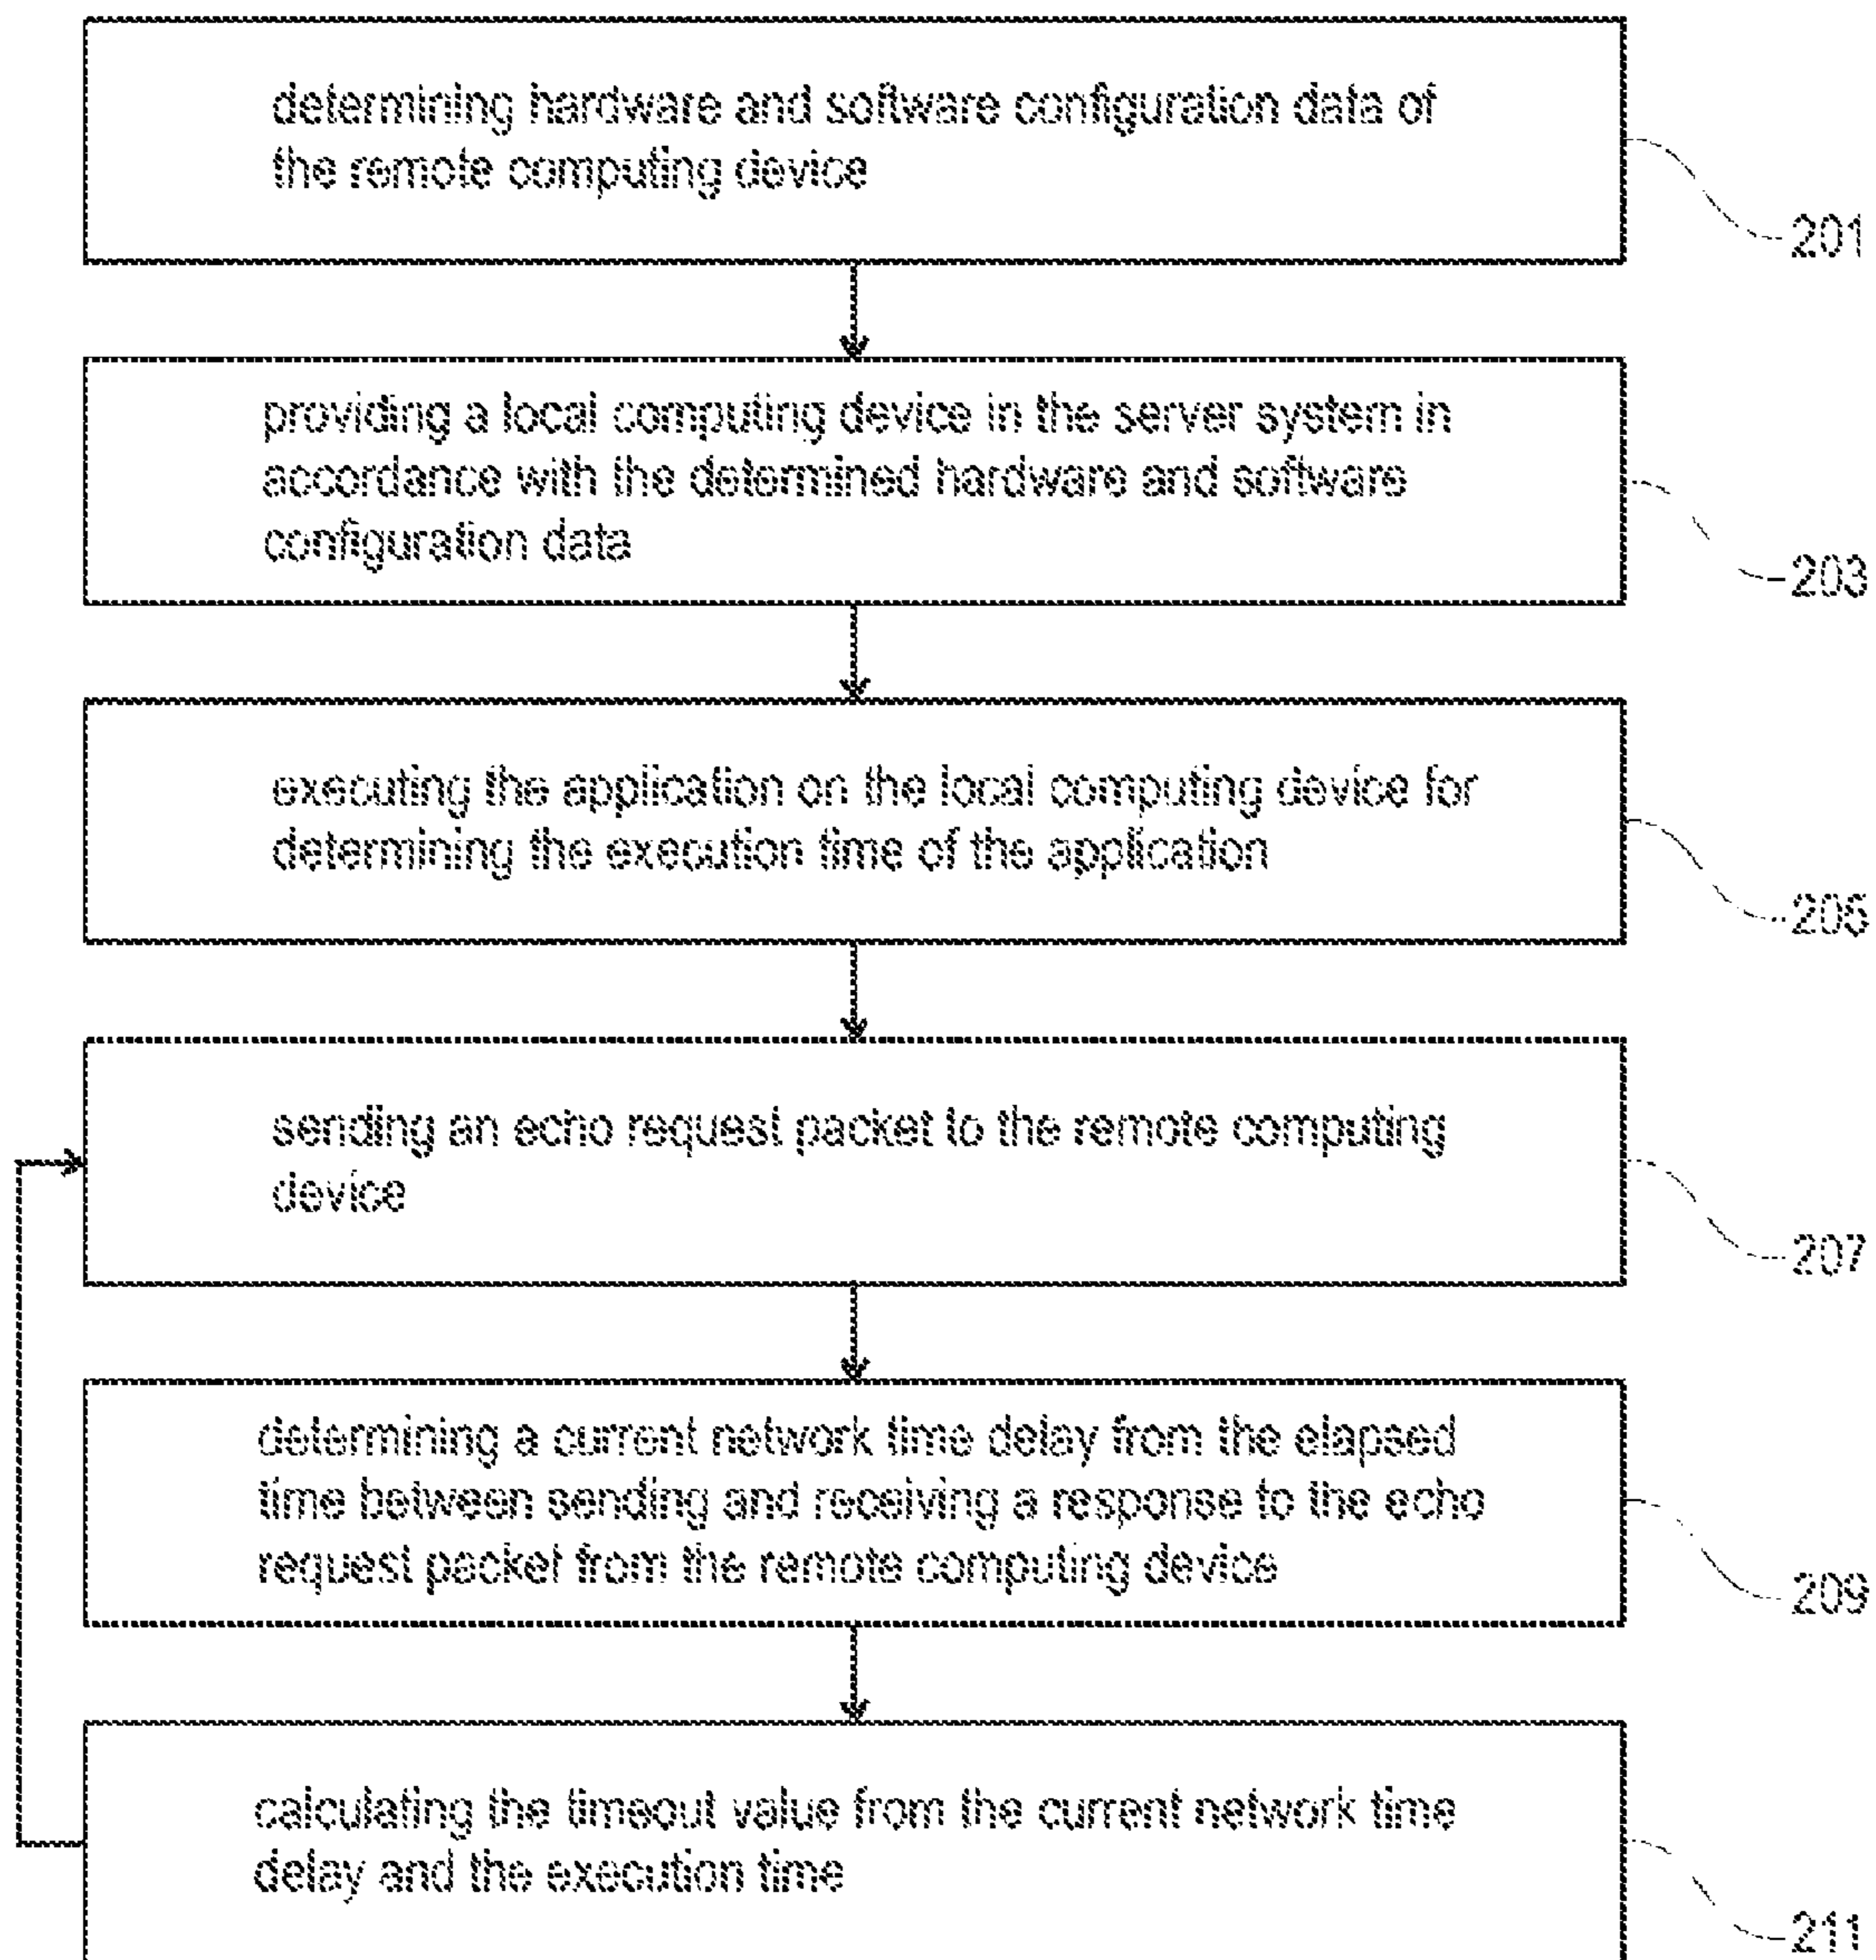 determining hardware and software configuration data of
the remote computing device
201
providing a local computing device in the server system in
accordance with the determined hardware and software
configuration data
203
executing the application on the local computing device for
determining the execution time of the application
205
sending an echo request packet to the remote computing
device
207
determining a current network time delay from the elapsed
time between sending and receiving a response to the echo
request packet from the remote computing device
209
calculating the timeout value from the current network time
delay and the execution time
211